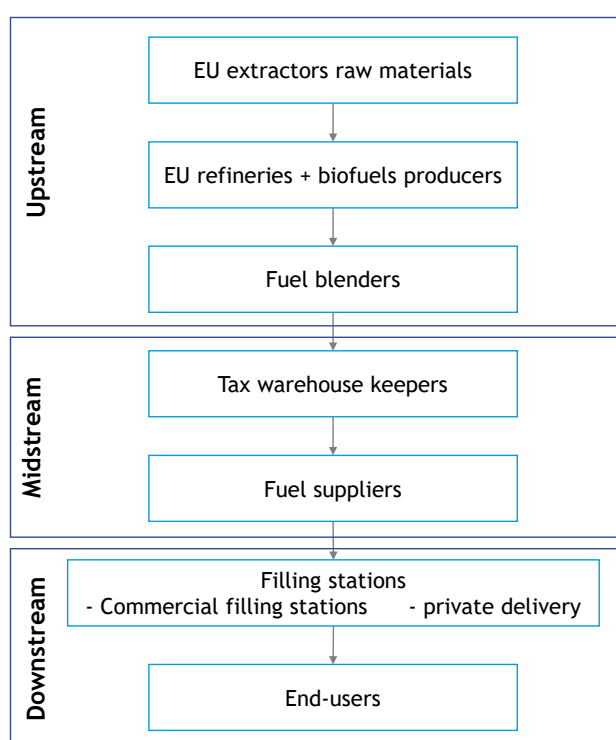 Upstream
EU extractors raw materials
EU refineries + biofuels producers
Fuel blenders
Midstream
Tax warehouse keepers
Fuel suppliers
Downstream
Filling stations
- Commercial filling stations - private delivery
End-users